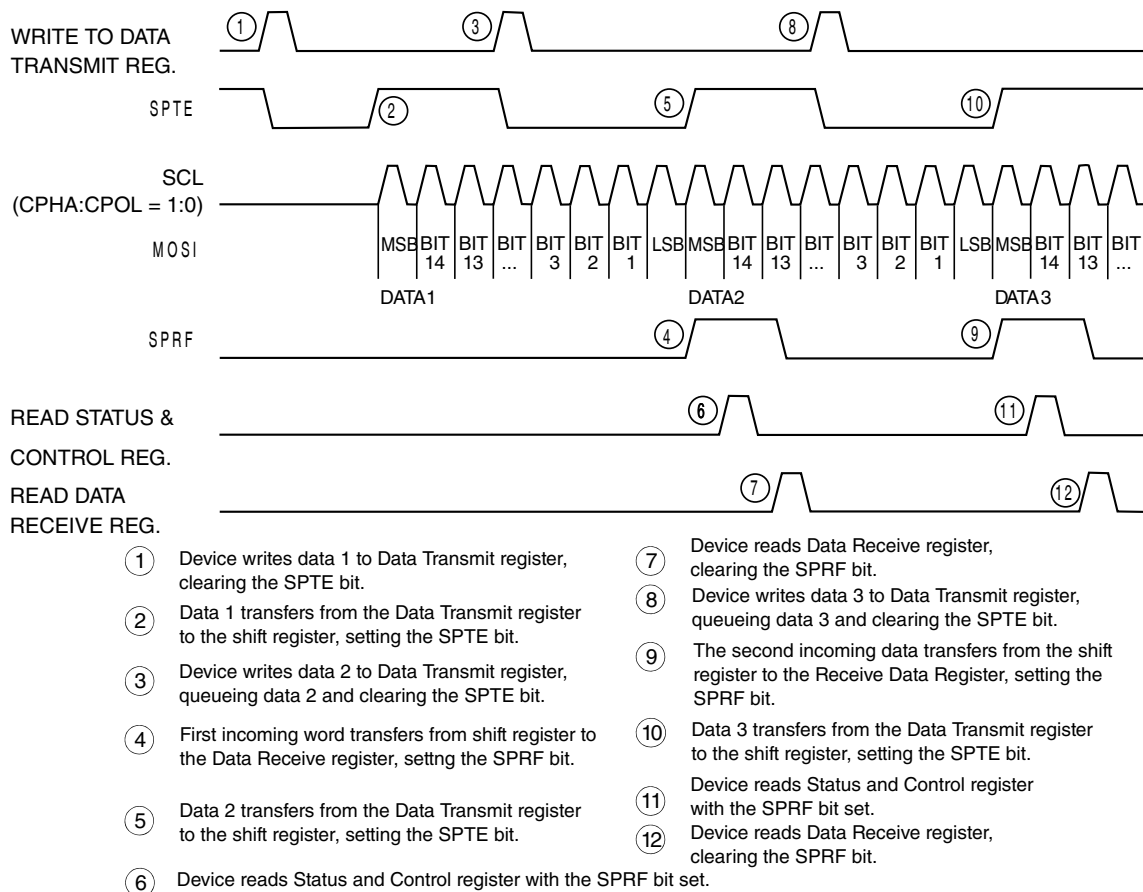 WRITE TO DATA
TRANSMIT REG.
1
3
8
SPTE
2
5
10
SCL
(CPHA:CPOL = 1:0)
MOSI
MSB BIT 14 BIT 13 BIT ... BIT 3 BIT 2 BIT 1 LSB MSB BIT 14 BIT 13 BIT ... BIT 3 BIT 2 BIT 1 LSB MSB BIT 14 BIT 13 BIT ...
DATA1
DATA2
DATA3
SPRF
4
9
READ STATUS &
CONTROL REG.
6
11
READ DATA
RECEIVE REG.
7
12
1 Device writes data 1 to Data Transmit register,
clearing the SPTE bit.
2 Data 1 transfers from the Data Transmit register
to the shift register, setting the SPTE bit.
3 Device writes data 2 to Data Transmit register,
queueing data 2 and clearing the SPTE bit.
4 First incoming word transfers from shift register to
the Data Receive register, settng the SPRF bit.
5 Data 2 transfers from the Data Transmit register
to the shift register, setting the SPTE bit.
6 Device reads Status and Control register with the SPRF bit set.
7 Device reads Data Receive register,
clearing the SPRF bit.
8 Device writes data 3 to Data Transmit register,
queueing data 3 and clearing the SPTE bit.
9 The second incoming data transfers from the shift
register to the Receive Data Register, setting the
SPRF bit.
10 Data 3 transfers from the Data Transmit register
to the shift register, setting the SPTE bit.
11 Device reads Status and Control register
with the SPRF bit set.
12 Device reads Data Receive register,
clearing the SPRF bit.